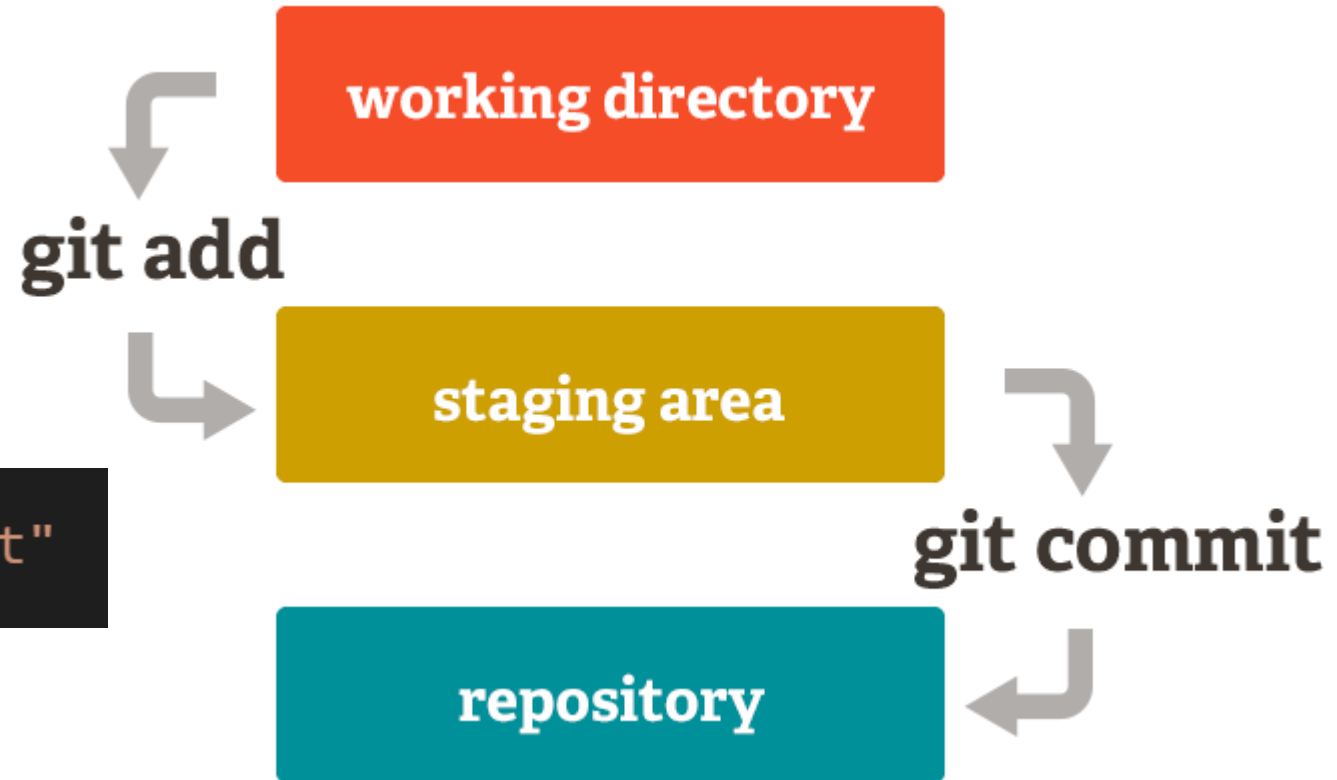 working directory
git add
staging area
t"
git commit
repository